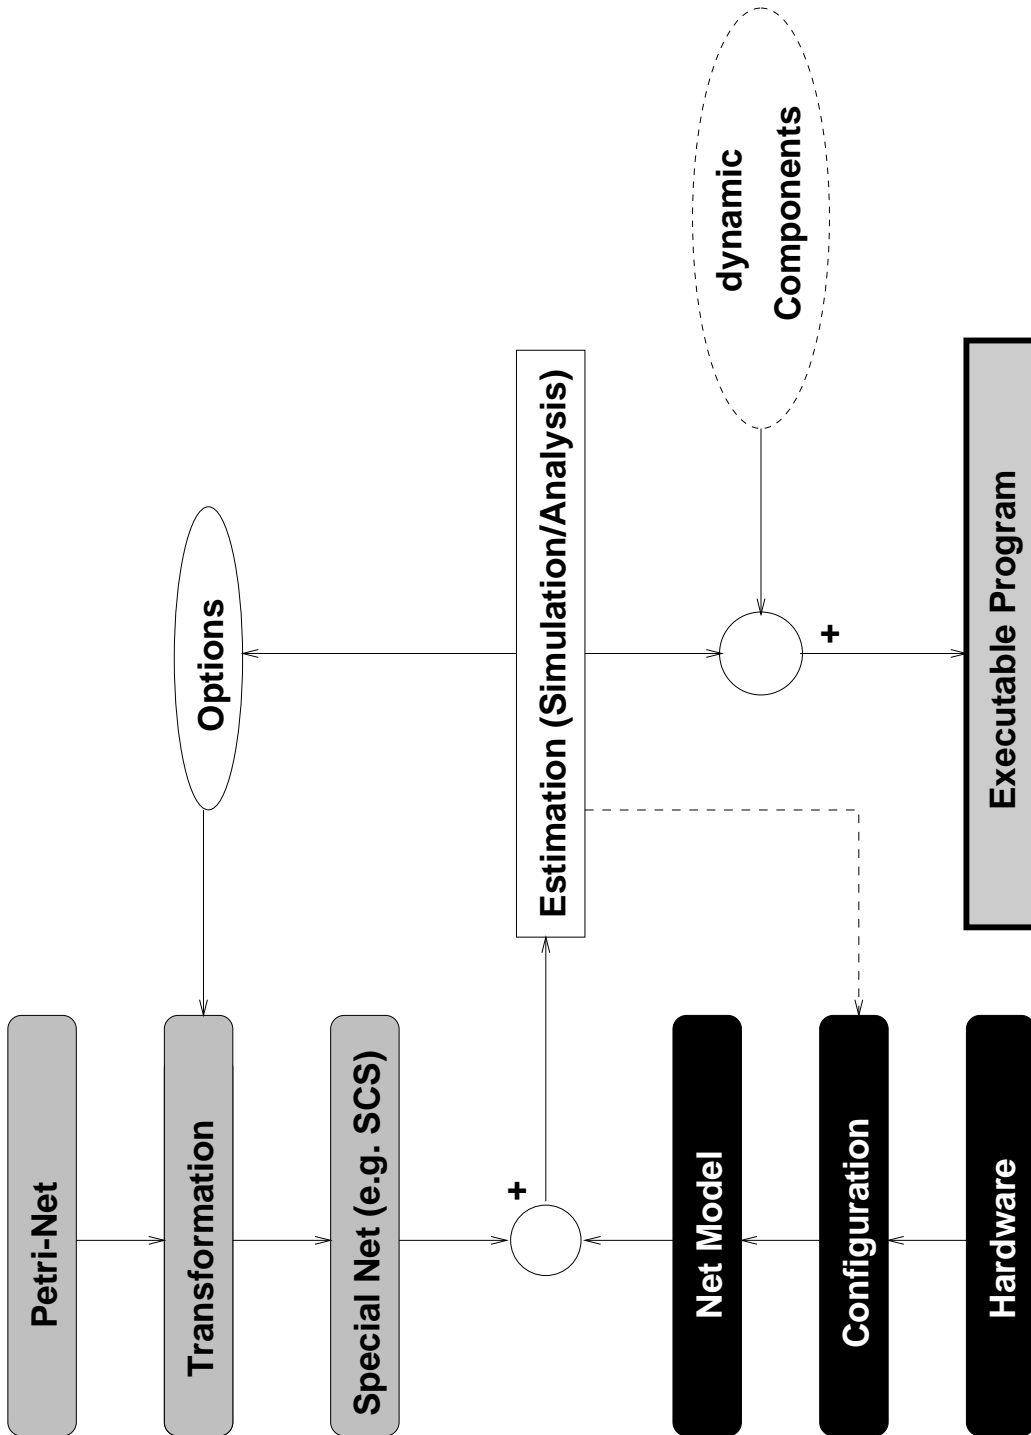 Petri-Net
Transformation
Special Net (e.g. SCS)
+
Net Model
Configuration
Hardware
Options
Estimation (Simulation/Analysis)
+
Executable Program
dynamic
Components